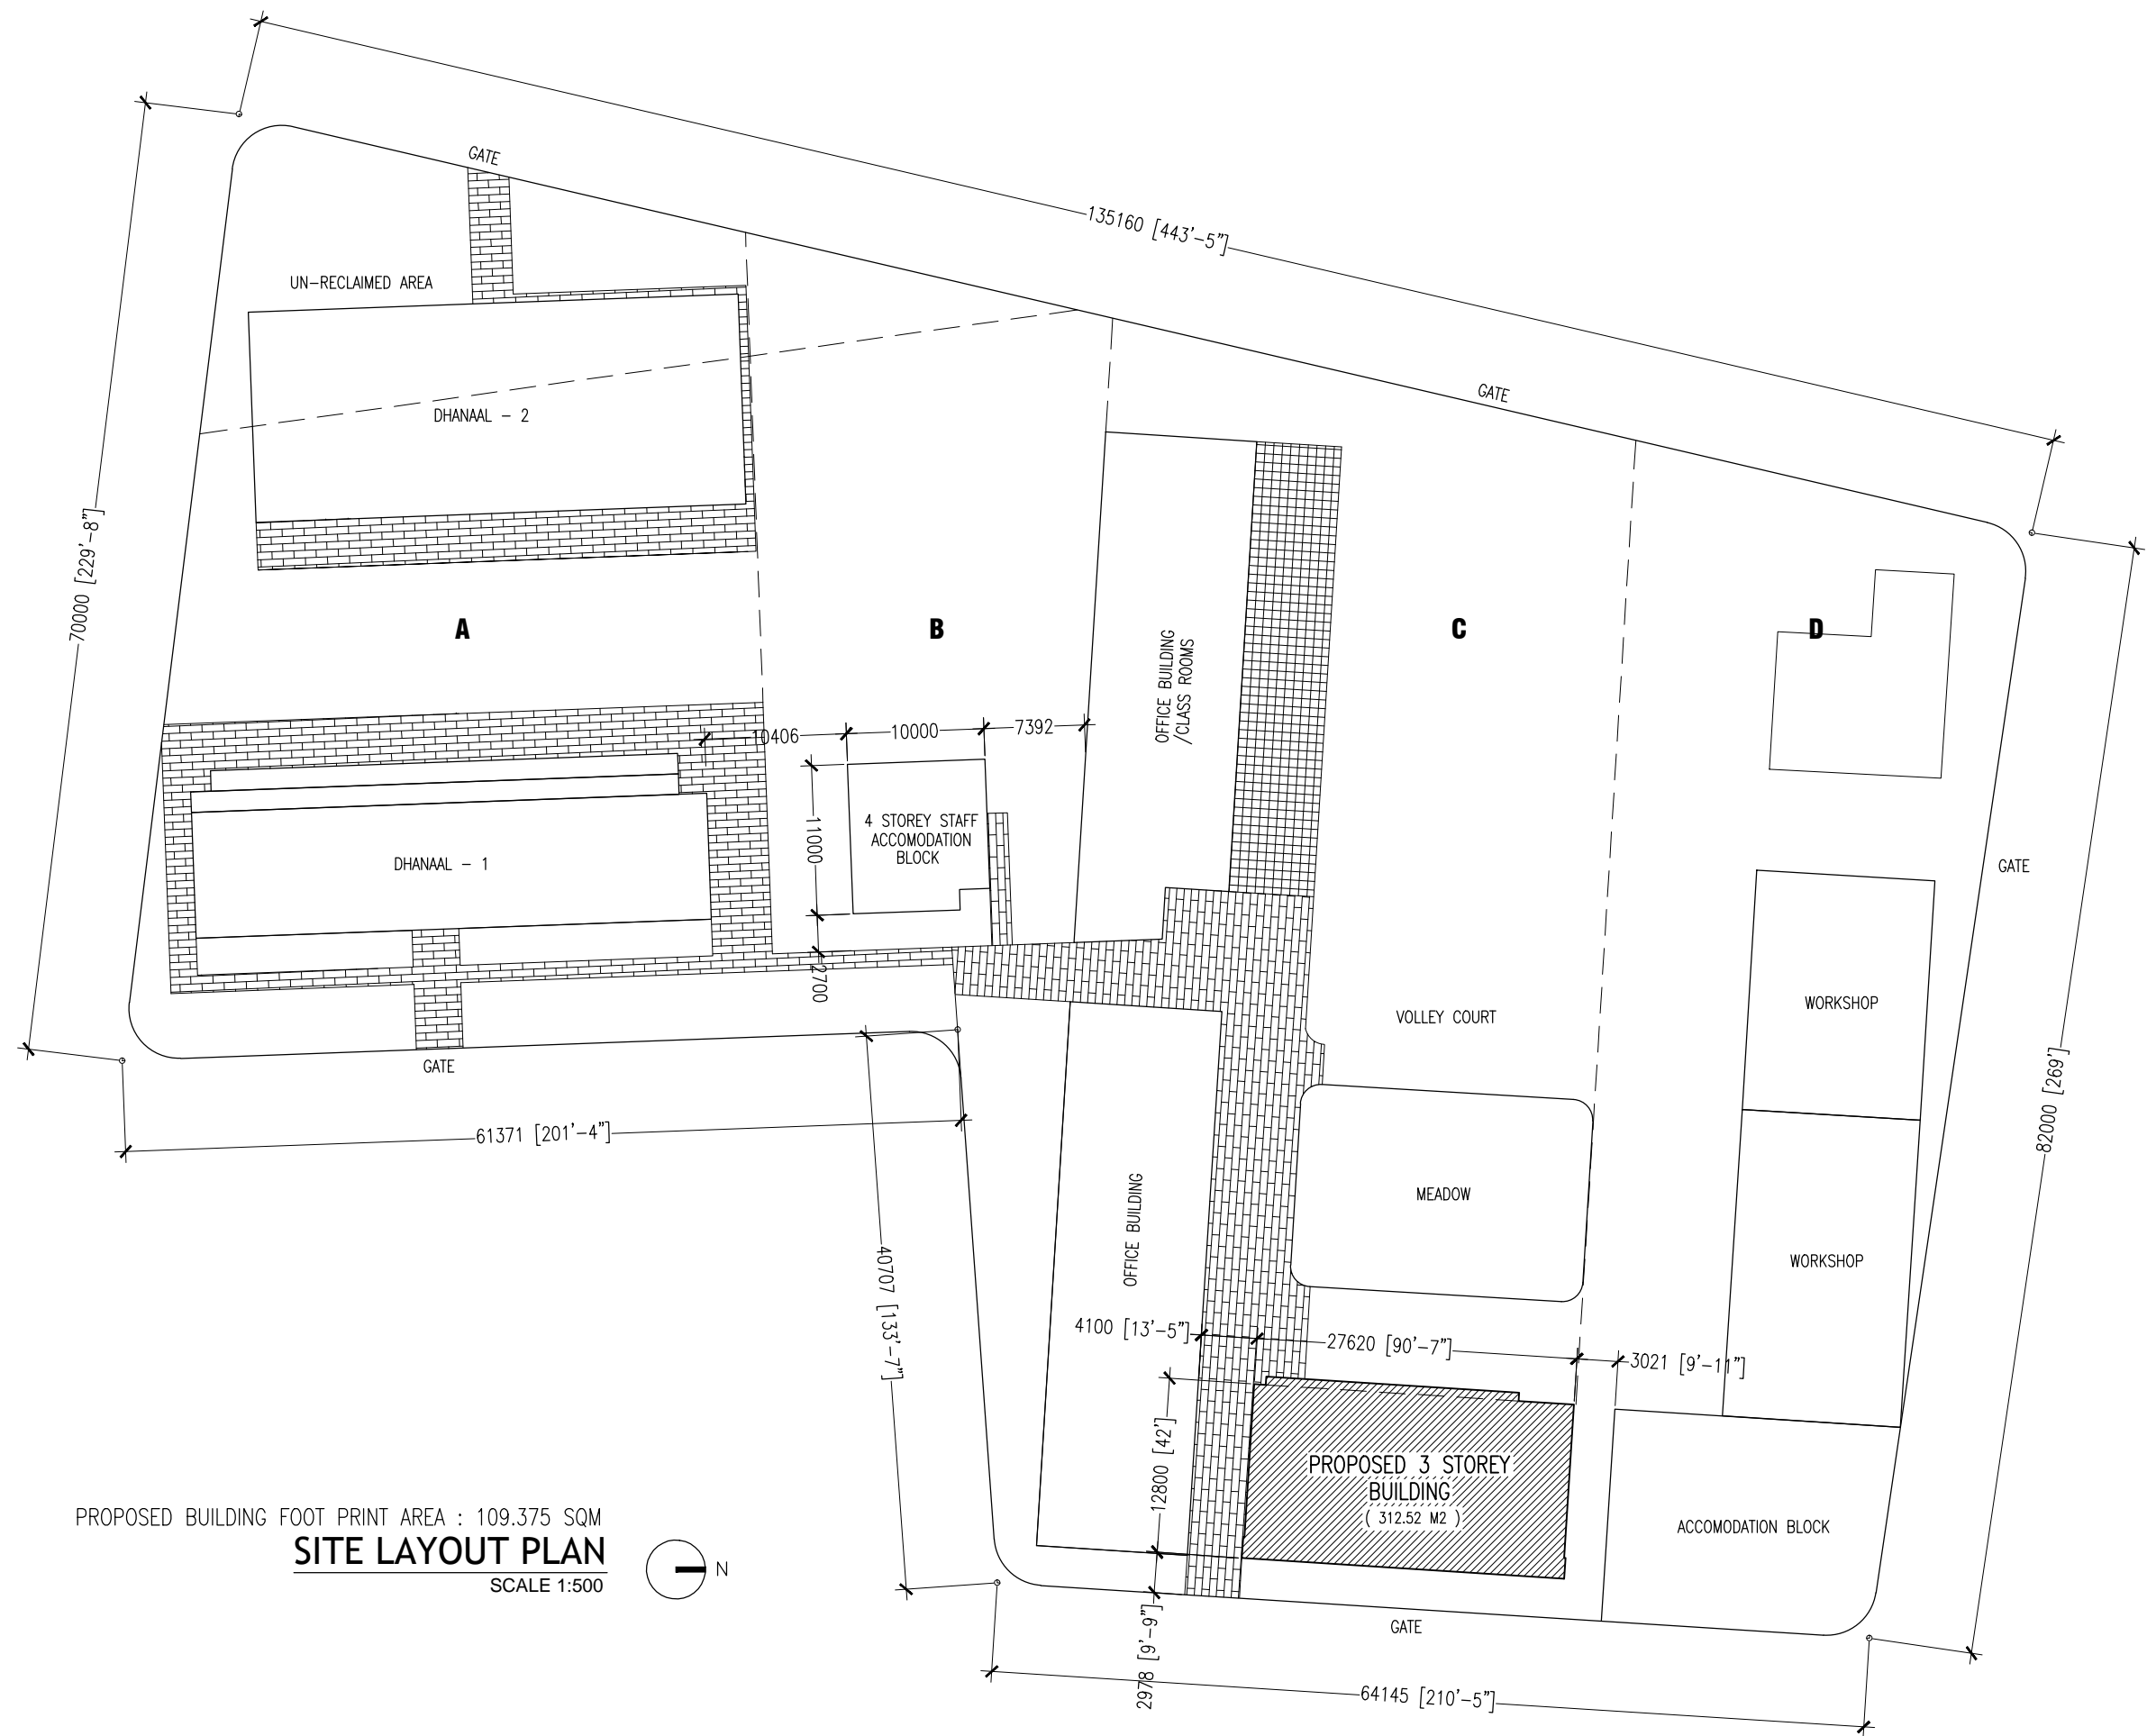 135160 [443'-5"]
GATE
UN-RECLAIMED AREA
DHANAAL - 2
GATE
70000 [229'-8"]
A
B
C
D
OFFICE BUILDING
/CLASS ROOMS
10406
10000
7392
11000
4 STOREY STAFF
ACCOMODATION
BLOCK
DHANAAL - 1
GATE
2700
WORKSHOP
VOLLEY COURT
GATE
82000 [269']
61371 [201'-4"]
MEADOW
OFFICE BUILDING
WORKSHOP
40707 [133'-7"]
4100 [13'-5"]
27620 [90'-7"]
3021 [9'-11"]
12800 [42']
PROPOSED 3 STOREY
BUILDING
( 312.52 M2 )
ACCOMODATION BLOCK
PROPOSED BUILDING FOOT PRINT AREA : 109.375 SQM
SITE LAYOUT PLAN
SCALE 1:500
N
GATE
2978 [9'-9"]
64145 [210'-5"]